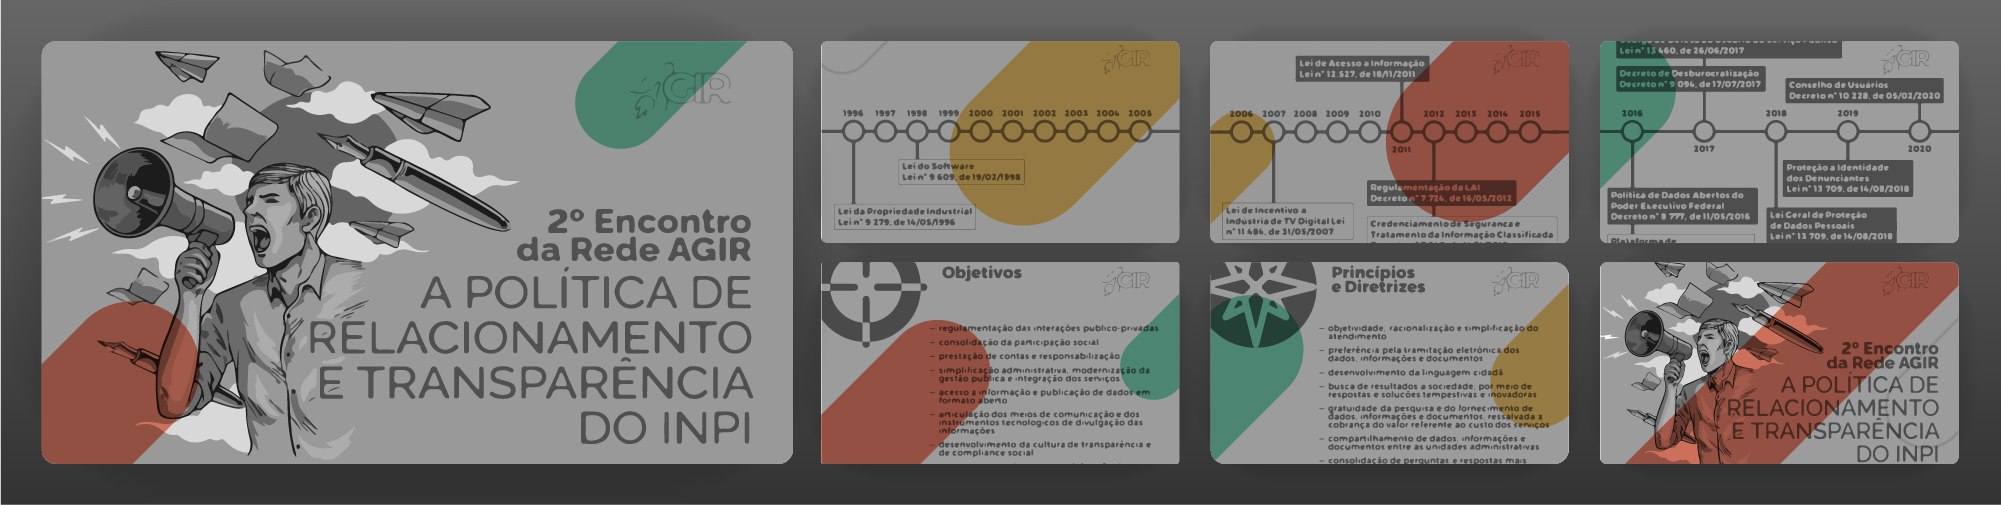 AGIR
2º Encontro
da Rede AGIR
A POLÍTICA DE
RELACIONAMENTO
E TRANSPARÊNCIA
DO INPI
AGIR
1996 1997 1998 1999 2000 2001 2002 2003 2004 2005
Lei do Software
Lei nº 9 609, de 19/02/1998
Lei da Propriedade Industrial
Lei nº 9 279, de 14/05/1996
AGIR
Lei de Acesso a Informação
Lei nº 12.527, de 18/11/2011
2006 2007 2008 2009 2010 2012 2013 2014 2015
2011
Regulamentação da LAI
Decreto nº 7.724, de 16/05/2012
Lei de Incentivo a
Indústria de TV Digital Lei
nº 11 484, de 31/05/2007
Credenciamento de Segurança e
Tratamento da Informação Classificada
AGIR
Lei nº 13 460, de 26/06/2017
Decreto de Desburocratização
Decreto nº 9 094, de 17/07/2017
Conselho de Usuários
Decreto nº 10 228, de 05/02/2020
2016 2018 2019
2017 2020
Proteção a Identidade
dos Denunciantes
Lei nº 13 709, de 14/08/2018
Política de Dados Abertos do
Poder Executivo Federal
Decreto nº 8 777, de 11/05/2016
Lei Geral de Proteção
de Dados Pessoais
Lei nº 13 709, de 14/08/2018
Plataforma de
Objetivos
AGIR
– regulamentação das interações publico-privadas
– consolidação da participação social
– prestação de contas e responsabilização
– simplificação administrativa, modernização da
gestão publica e integração dos serviços
– acesso a informação e publicação de dados em
formato aberto
– articulação dos meios de comunicação e dos
instrumentos tecnologicos de divulgação das
informações
– desenvolvimento da cultura de transparência e
de compliance social
Princípios
e Diretrizes
AGIR
– objetividade, racionalização e simplificação do
atendimento
– preferência pela tramitação eletrônica dos
dados, informações e documentos
– desenvolvimento da linguagem cidadã
– busca de resultados a sociedade, por meio de
respostas e soluções tempestivas e inovadoras
– gratuidade da pesquisa e do fornecimento de
dados, informações e documentos, ressalvada a
cobrança do valor referente ao custo dos serviços
– compartilhamento de dados, informações e
documentos entre as unidades administrativas
– consolidação de perguntas e respostas mais
AGIR
2º Encontro
da Rede AGIR
A POLÍTICA DE
RELACIONAMENTO
E TRANSPARÊNCIA
DO INPI